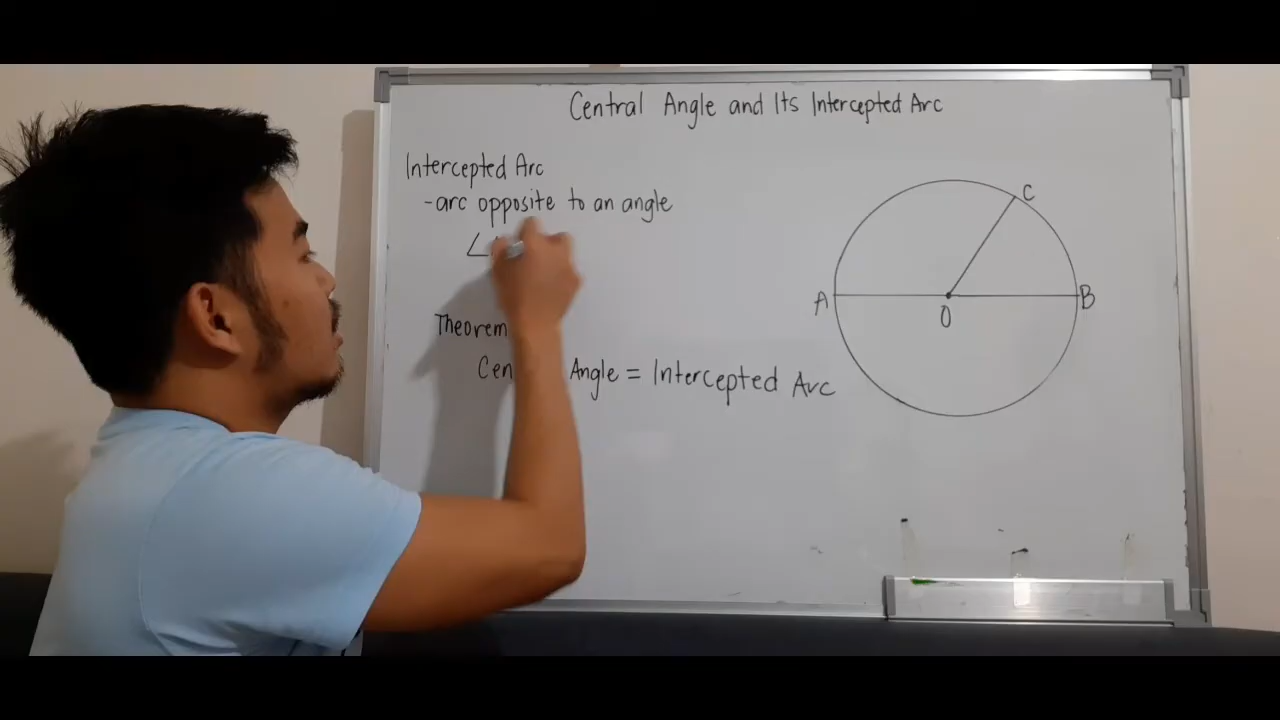 Central Angle and Its Intercepted Arc
Intercepted Arc
-arc opposite to an angle
∠
C
A
B
O
Theorem
Angle = Intercepted Arc